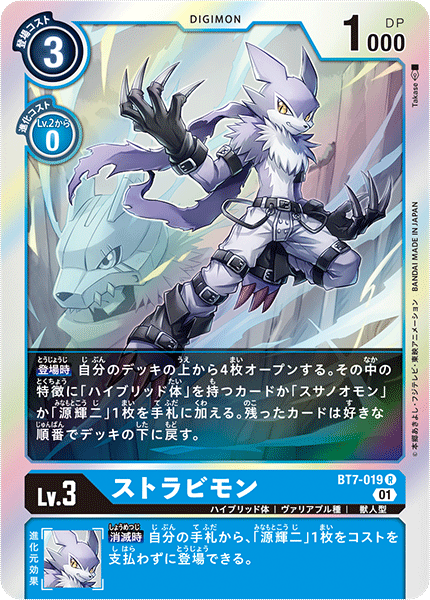 登場コスト
3
DIGIMON
DP
1000
進化コスト
Lv.2から
0
Takase
©本郷あきよし・フジテレビ・東映アニメーション BANDAI MADE IN JAPAN
登場時 自分のデッキの上から4枚オープンする。その中の
特徴に「ハイブリッド体」を持つカードか「スサノオモン」
か「源輝二」1枚を手札に加える。残ったカードは好きな
順番でデッキの下に戻す。
BT7-019 R
01
Lv.3
ストラビモン
ハイブリッド体 | ヴァリアブル種 | 獣人型
進化元効果
消滅時 自分の手札から、「源輝二」1枚をコストを
支払わずに登場できる。